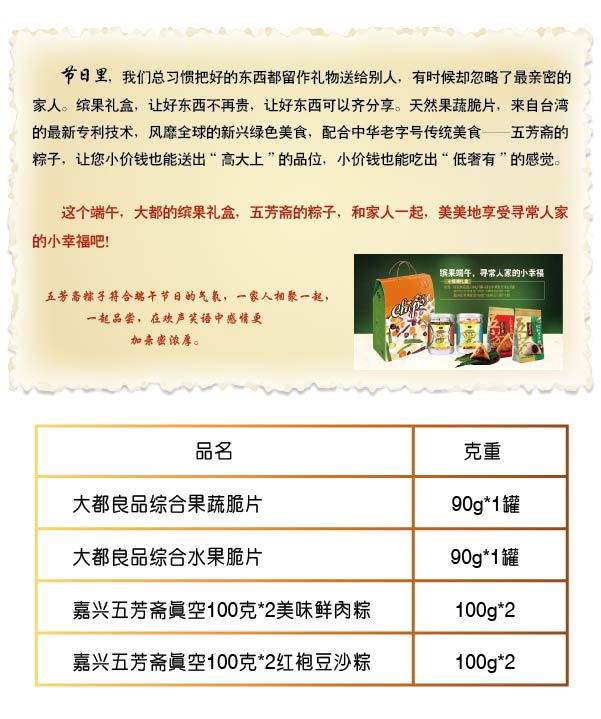 节日里，我们总习惯把好的东西都留作礼物送给别人，有时候却忽略了最亲密的
家人。缤果礼盒，让好东西不再贵，让好东西可以齐分享。天然果蔬脆片，来自台湾
的最新专利技术，风靡全球的新兴绿色美食，配合中华老字号传统美食——五芳斋的
粽子，让您小价钱也能送出“高大上”的品位，小价钱也能吃出“低奢有”的感觉。
这个端午，大都的缤果礼盒，五芳斋的粽子，和家人一起，美美地享受寻常人家
的小幸福吧!
五芳斋粽子符合端午节日的气氛，一家人相聚一起，
一起品尝，在欢声笑语中感情更
加亲密浓厚。
缤果端午，寻常人家的小幸福
chips
品名 克重
大都良品综合果蔬脆片 90g*1罐
大都良品综合水果脆片 90g*1罐
嘉兴五芳斋真空100克*2美味鲜肉粽 100g*2
嘉兴五芳斋真空100克*2红袍豆沙粽 100g*2